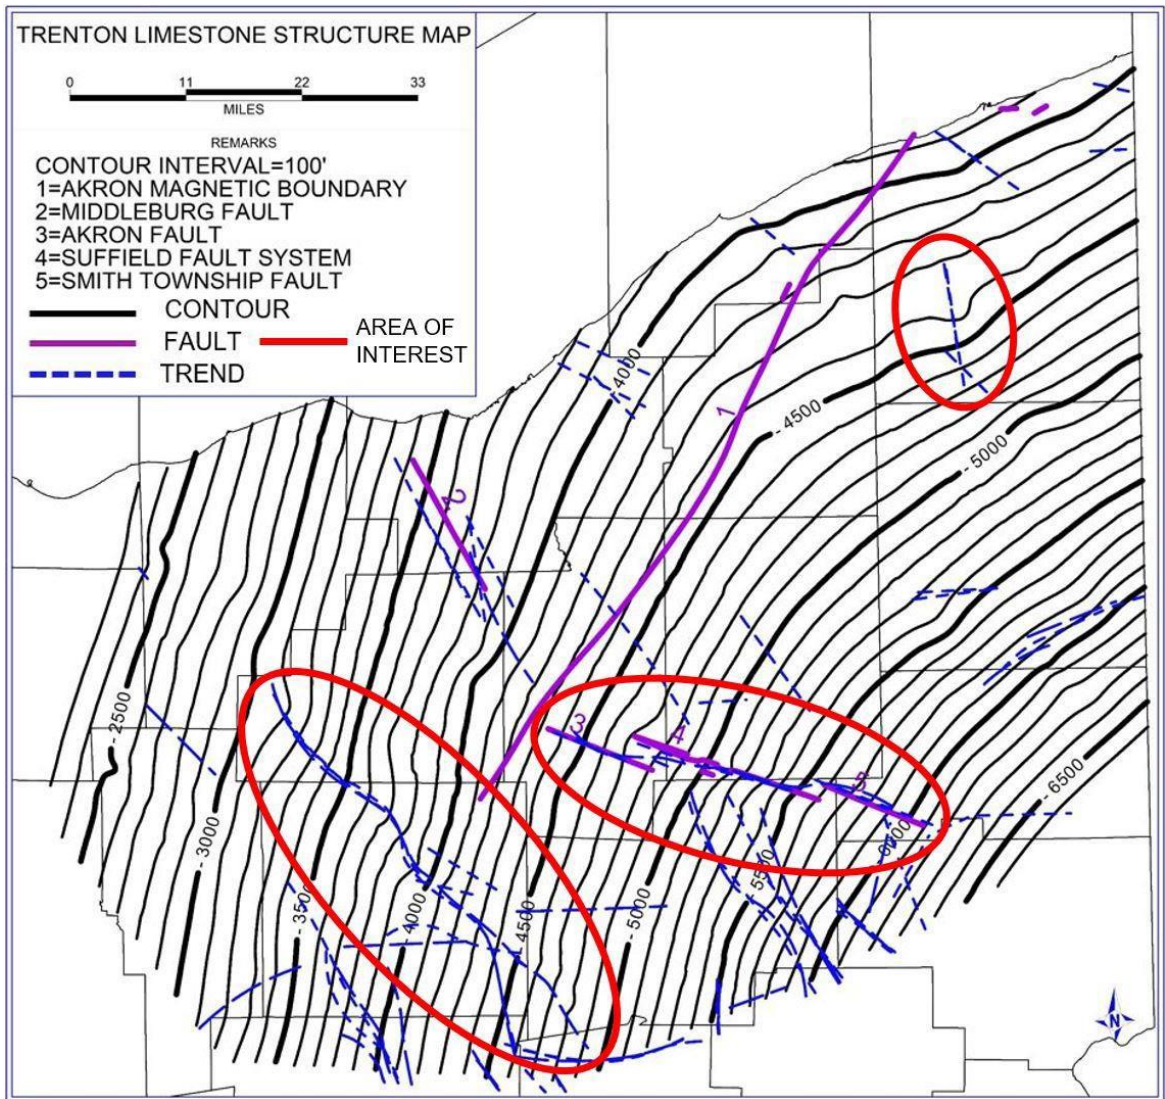 TRENTON LIMESTONE STRUCTURE MAP
0 11 22 33
MILES
REMARKS
CONTOUR INTERVAL=100'
1=AKRON MAGNETIC BOUNDARY
2=MIDDLEBURG FAULT
3=AKRON FAULT
4=SUFFIELD FAULT SYSTEM
5=SMITH TOWNSHIP FAULT
CONTOUR
FAULT
AREA OF
INTEREST
TREND
- 4000
1
- 4500
- 5000
2
- 2500
3
4
5
- 6500
- 3000
- 6000
- 5500
- 3500
- 4000
- 4500
- 5000
N